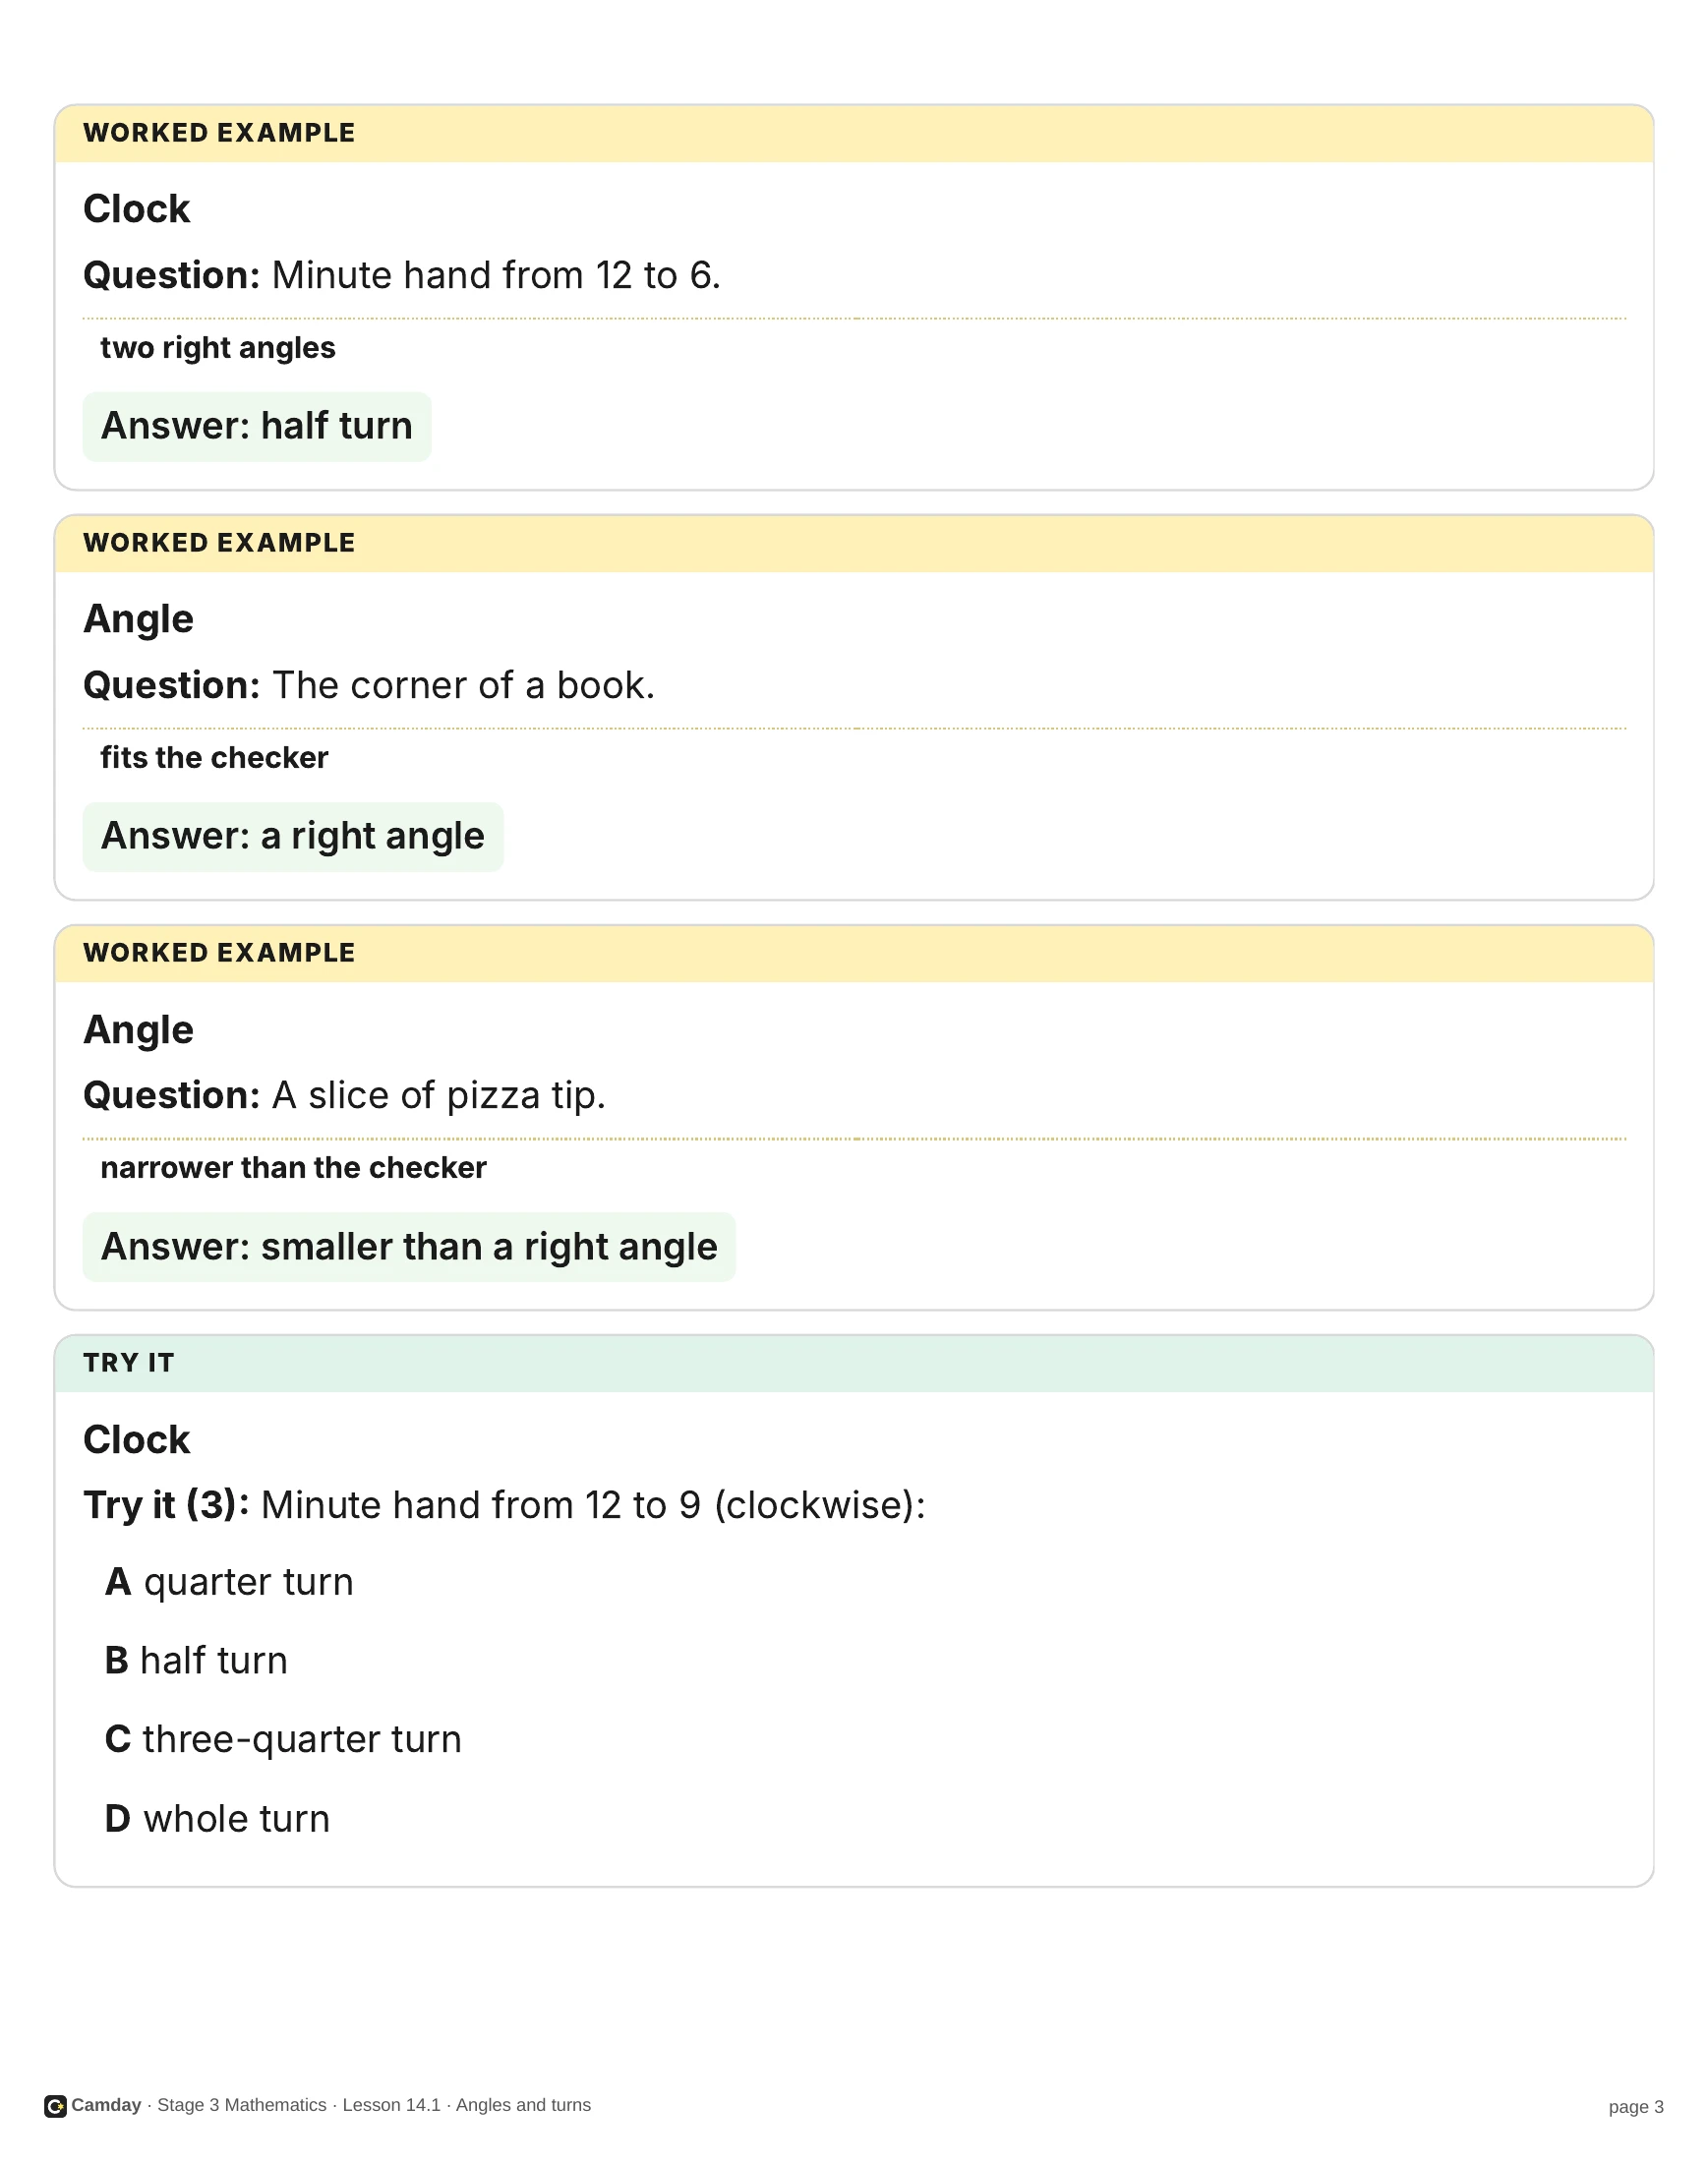 WORKED EXAMPLE
Clock
Question: Minute hand from 12 to 6.
two right angles
Answer: half turn
WORKED EXAMPLE
Angle
Question: The corner of a book.
fits the checker
Answer: a right angle
WORKED EXAMPLE
Angle
Question: A slice of pizza tip.
narrower than the checker
Answer: smaller than a right angle
TRY IT
Clock
Try it (3): Minute hand from 12 to 9 (clockwise):
A quarter turn
B half turn
C three-quarter turn
D whole turn
Camday · Stage 3 Mathematics · Lesson 14.1 · Angles and turns
page 3